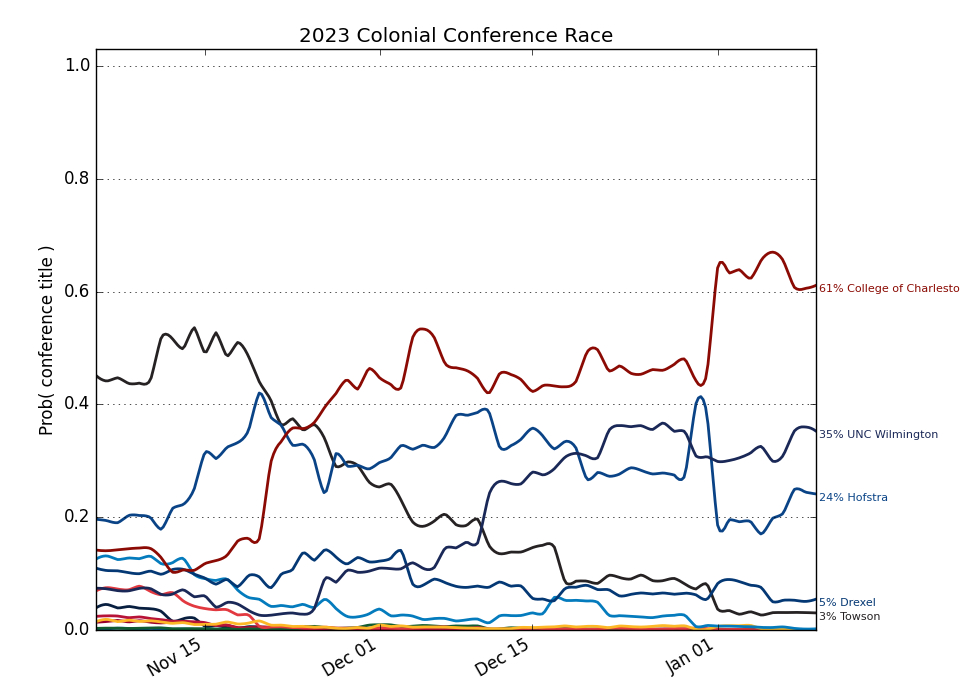 2023 Colonial Conference Race
Prob( conference title )
1.0
0.8
0.6
0.4
0.2
0.0
Nov 15
Dec 01
Dec 15
Jan 01
61% College of Charlesto
35% UNC Wilmington
24% Hofstra
5% Drexel
3% Towson